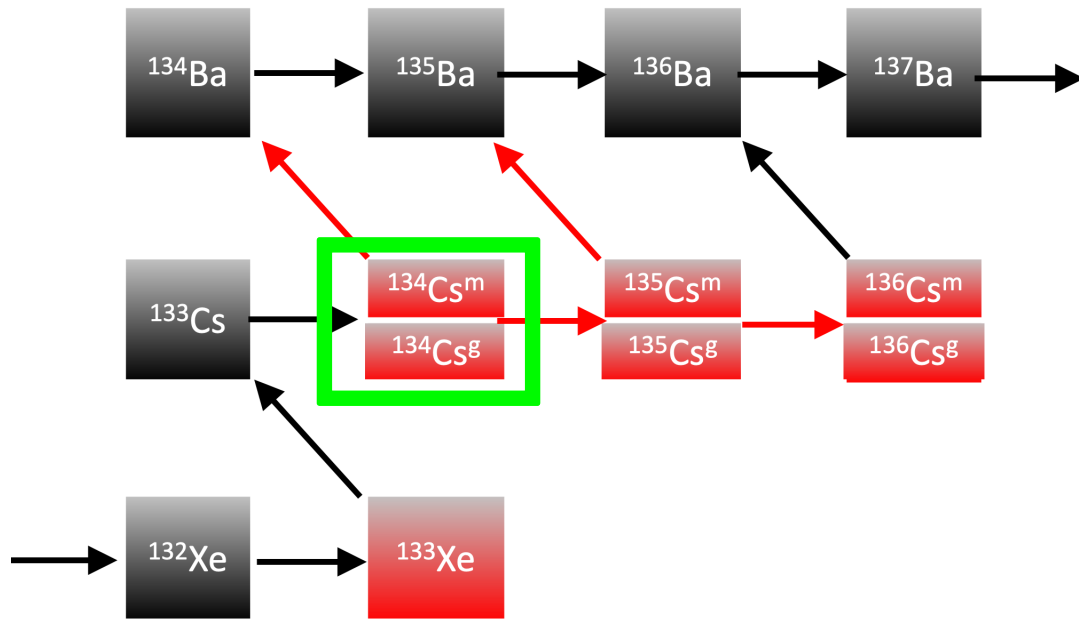 ¹³⁴Ba
¹³⁵Ba
¹³⁶Ba
¹³⁷Ba
¹³³Cs
¹³⁴Csᵐ
¹³⁵Csᵐ
¹³⁶Csᵐ
¹³⁴Csᵍ
¹³⁵Csᵍ
¹³⁶Csᵍ
¹³²Xe
¹³³Xe